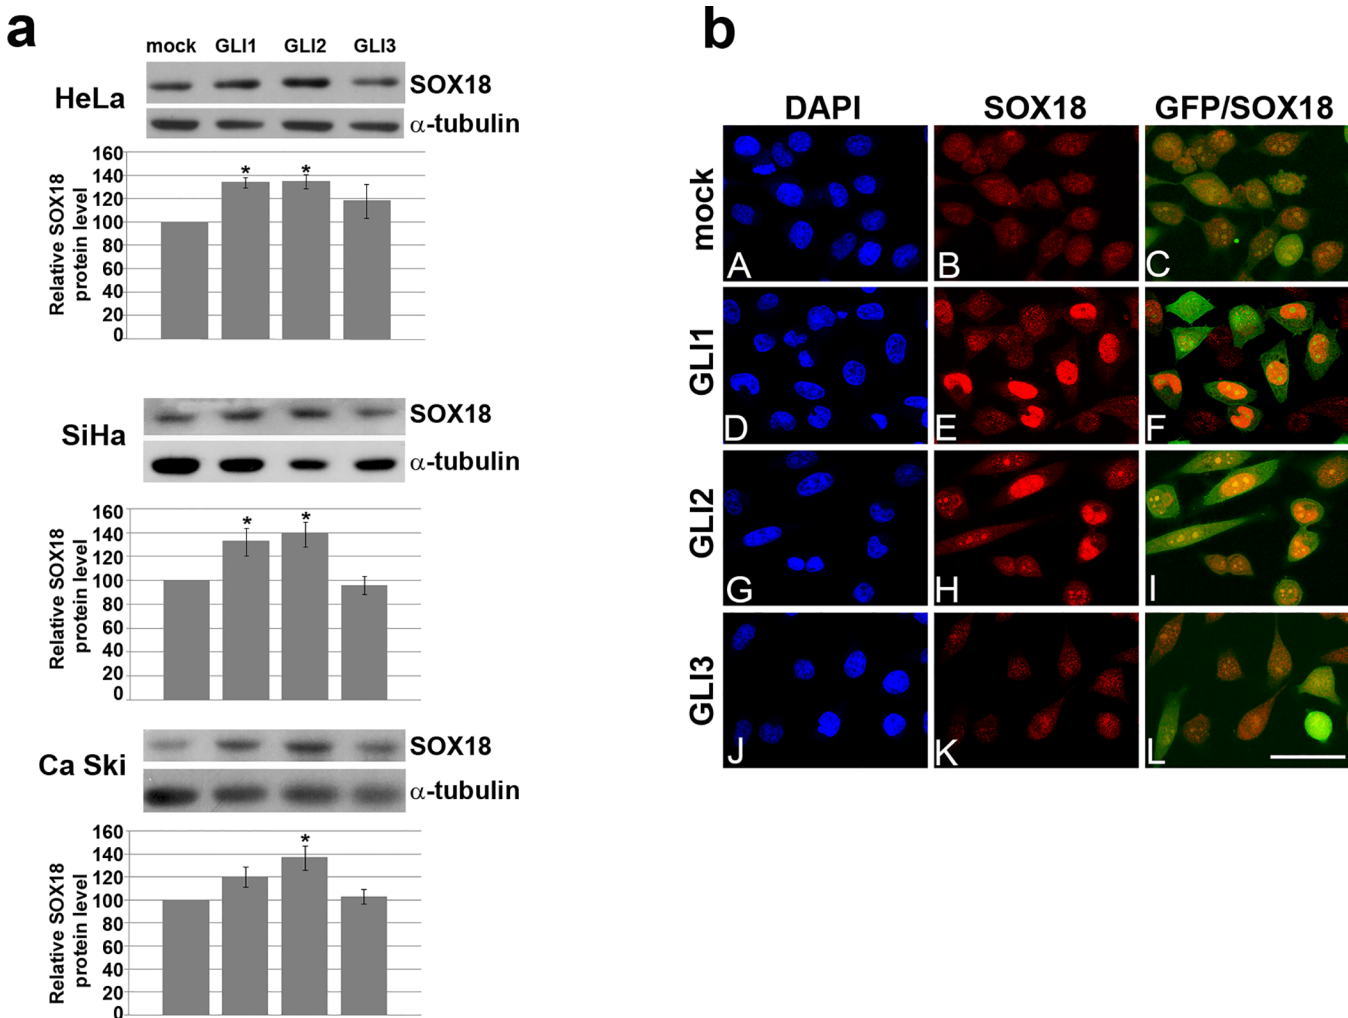 a
mock GLI1 GLI2 GLI3
HeLa
SOX18
α-tubulin
Relative SOX18
protein level
160
140
120
100
80
60
40
20
0
* *
SiHa
SOX18
α-tubulin
Relative SOX18
protein level
160
140
120
100
80
60
40
20
0
* *
Ca Ski
SOX18
α-tubulin
Relative SOX18
protein level
160
140
120
100
80
60
40
20
0
*
b
DAPI SOX18 GFP/SOX18
mock
A B C
GLI1
D E F
GLI2
G H I
GLI3
J K L